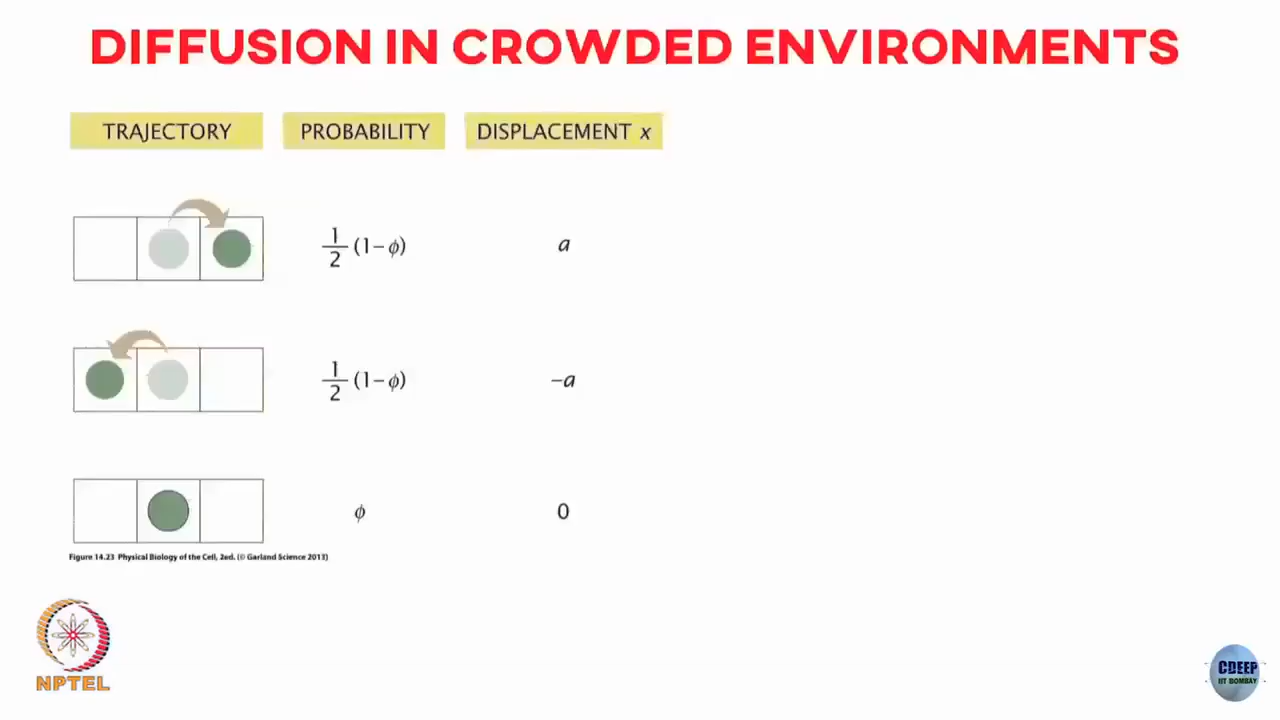 DIFFUSION IN CROWDED ENVIRONMENTS
TRAJECTORY PROBABILITY DISPLACEMENT x
1/2 (1−ϕ) a
1/2 (1−ϕ) −a
ϕ 0
Figure 14.23 Physical Biology of the Cell, 2ed. (© Garland Science 2013)
NPTEL
CDEEP
IIT BOMBAY